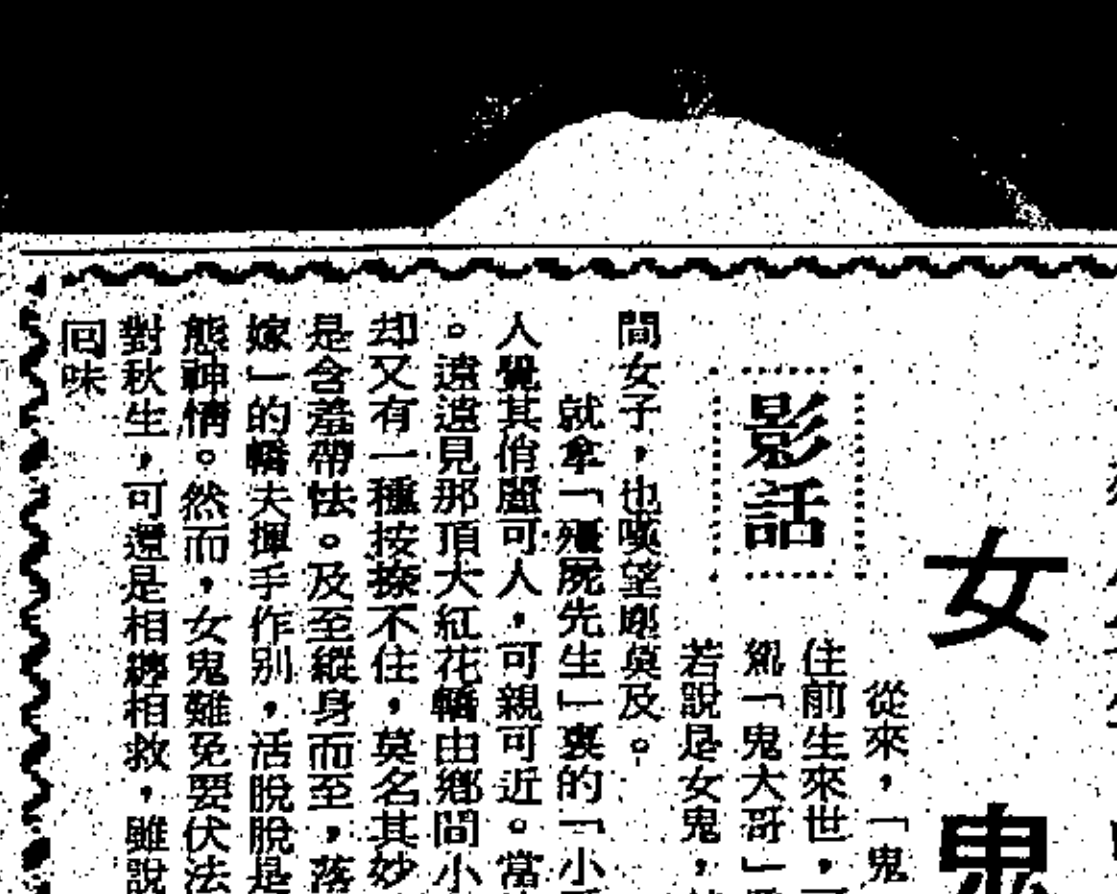 女鬼
影話
從來，「鬼
住前生來世，
「鬼大哥」
若說是女鬼，
間女子，也嘆望塵莫及。
就拿「殭屍先生」裏的「小
人覺其俏麗可人，可親可近。當
。遠遠見那頂大紅花轎由鄉間小
却又有一種按捺不住，莫名其妙
是含羞帶怯。及至縱身而至，落
嫁」的轎夫揮手作别，活脫脫是
態神情。然而，女鬼難免要伏法
對秋生，可還是相纏相救，雖說
回味